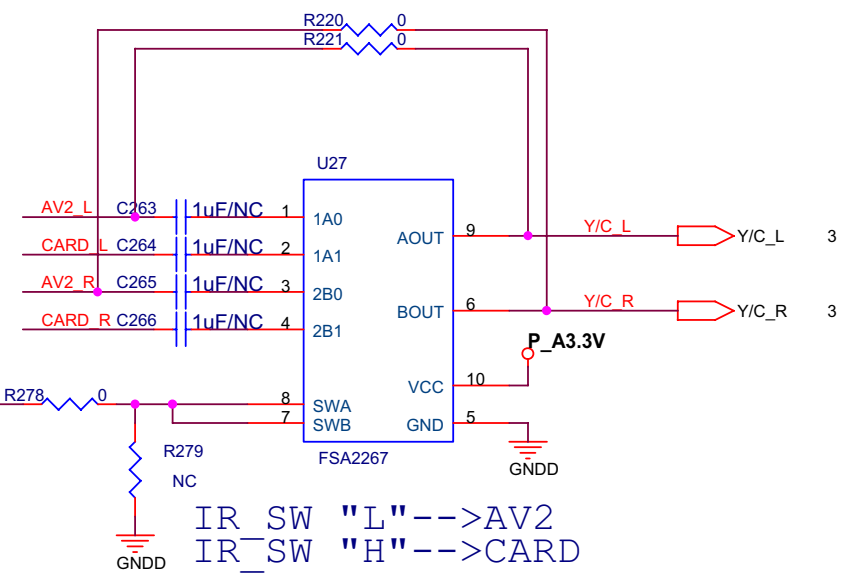 R220 0
R221 0
U27
AV2_L C263 1uF/NC 1 1A0
AOUT 9 Y/C_L Y/C_L 3
CARD_L C264 1uF/NC 2 1A1
AV2_R C265 1uF/NC 3 2B0
BOUT 6 Y/C_R Y/C_R 3
CARD_R C266 1uF/NC 4 2B1
P_A3.3V
VCC 10
R278 0 8 SWA
7 SWB
GND 5
R279
NC
FSA2267
GNDD
GNDD
IR_SW "L"-->AV2
IR_SW "H"-->CARD